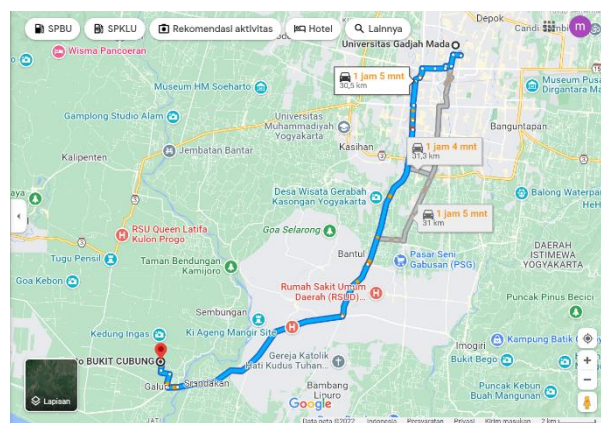 SPBU
SPKLU
Rekomendasi aktivitas
Hotel
Lainnya
Depok
m
Universitas Gadjah Mada
Wisma Pancoeran
1 jam 5 mnt
30,5 km
Museum HM Soeharto
Museum Pusa
Dirgantara Ma
Gamplong Studio Alam
Universitas
Muhammadiyah
Yogyakarta
Banguntapan
Kalipenten
Jembatan Bantar
Kasihan
1 jam 4 mnt
31,3 km
Desa Wisata Gerabah
Kasongan Yogyakarta
Balong Waterpar
1 jam 5 mnt
31 km
RSU Queen Latifa
Kulon Progo
Goa Selarong
Tugu Pensil
Taman Bendungan
Kamijoro
Bantul
Pasar Seni
Gabusan (PSG)
DAERAH
ISTIMEWA
YOGYAKARTA
Goa Kebon
Rumah Sakit Umum
Daerah (RSUD)...
Puncak Pinus Becici
Sembungan
Kedung Ingas
Ki Ageng Mangir Site
Imogiri
Kampung Batik
BUKIT CUBUNG
Gereja Katolik
Hati Kudus Tuhan...
Bukit Bego
Galur
Srandakan
Bambang
Lipuro
Puncak Kebun
Buah Mangunan
Lapisan
Google
Data peta ©2022
Indonesia
Persyaratan
Privasi
Kirim masukan
2 km